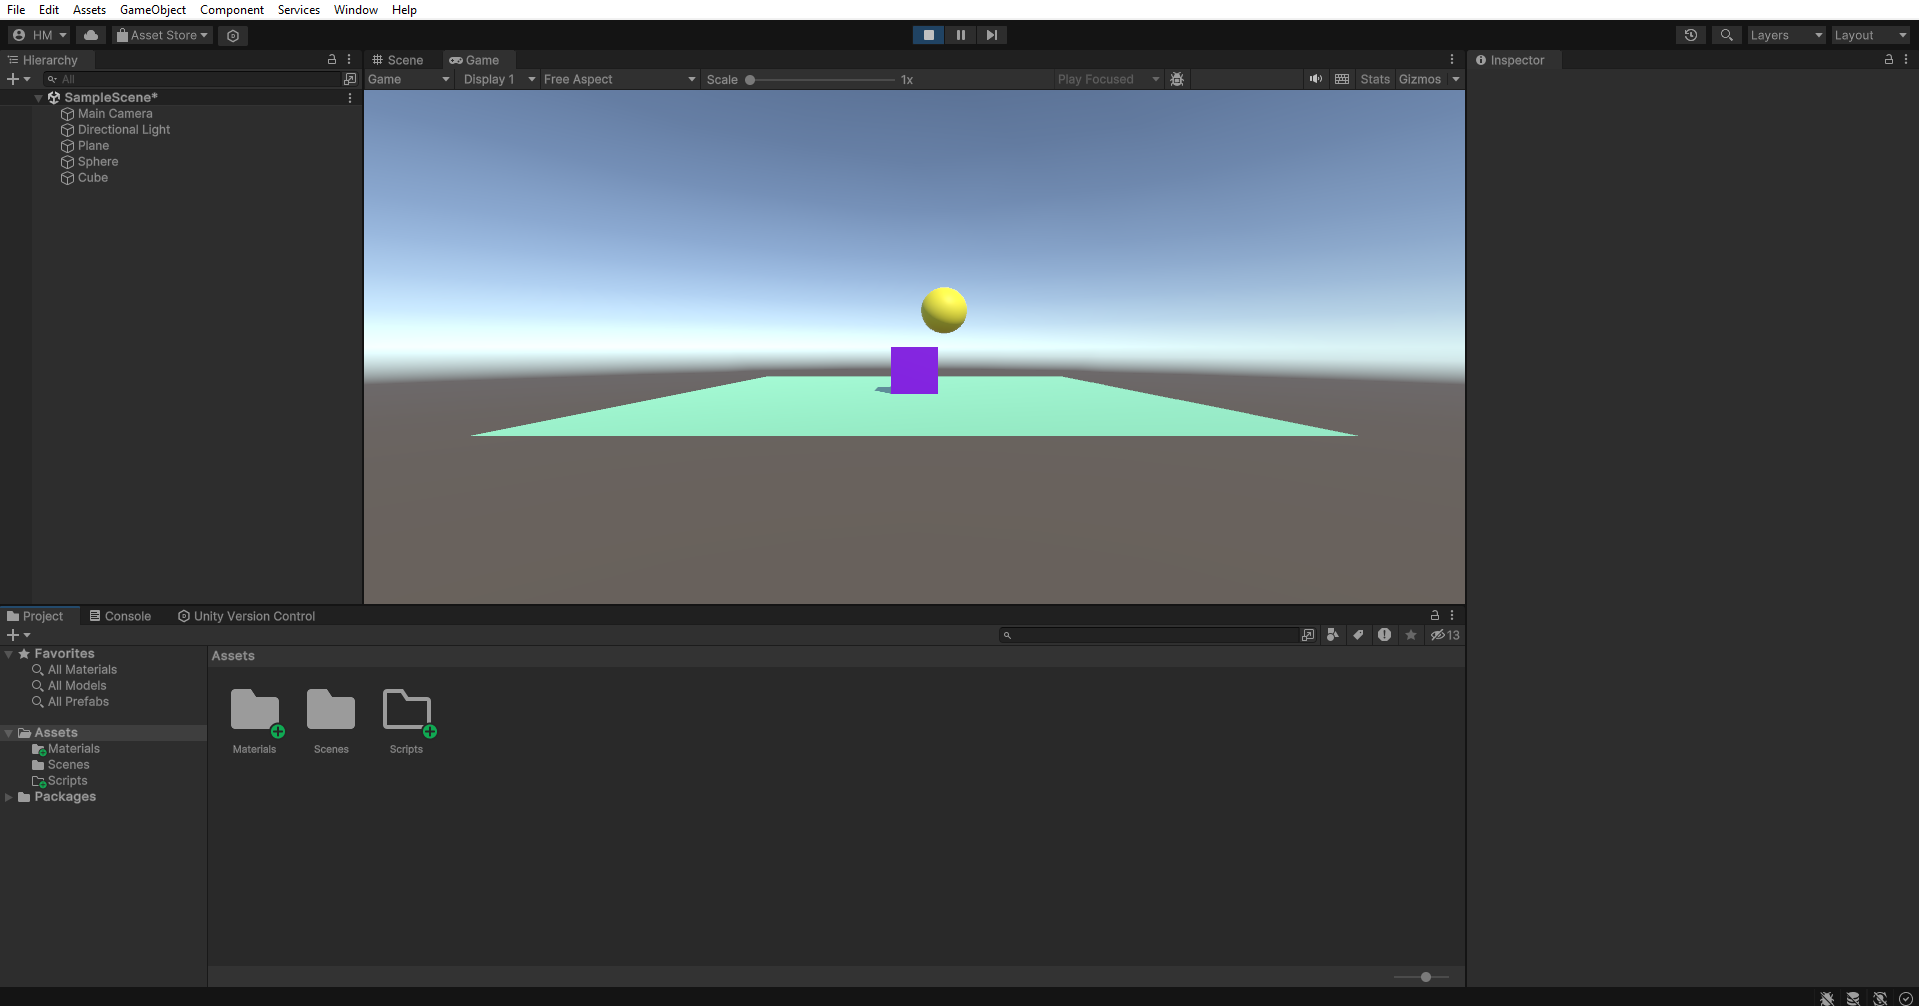 File Edit Assets GameObject Component Services Window Help
HM Asset Store Layers Layout
Hierarchy Scene Game Inspector
All Game Display 1 Free Aspect Scale 1x Play Focused Stats Gizmos
SampleScene*
Main Camera
Directional Light
Plane
Sphere
Cube
Project Console Unity Version Control
13
Favorites
All Materials
All Models
All Prefabs
Assets
Materials
Scenes
Scripts
Packages
Assets
Materials Scenes Scripts